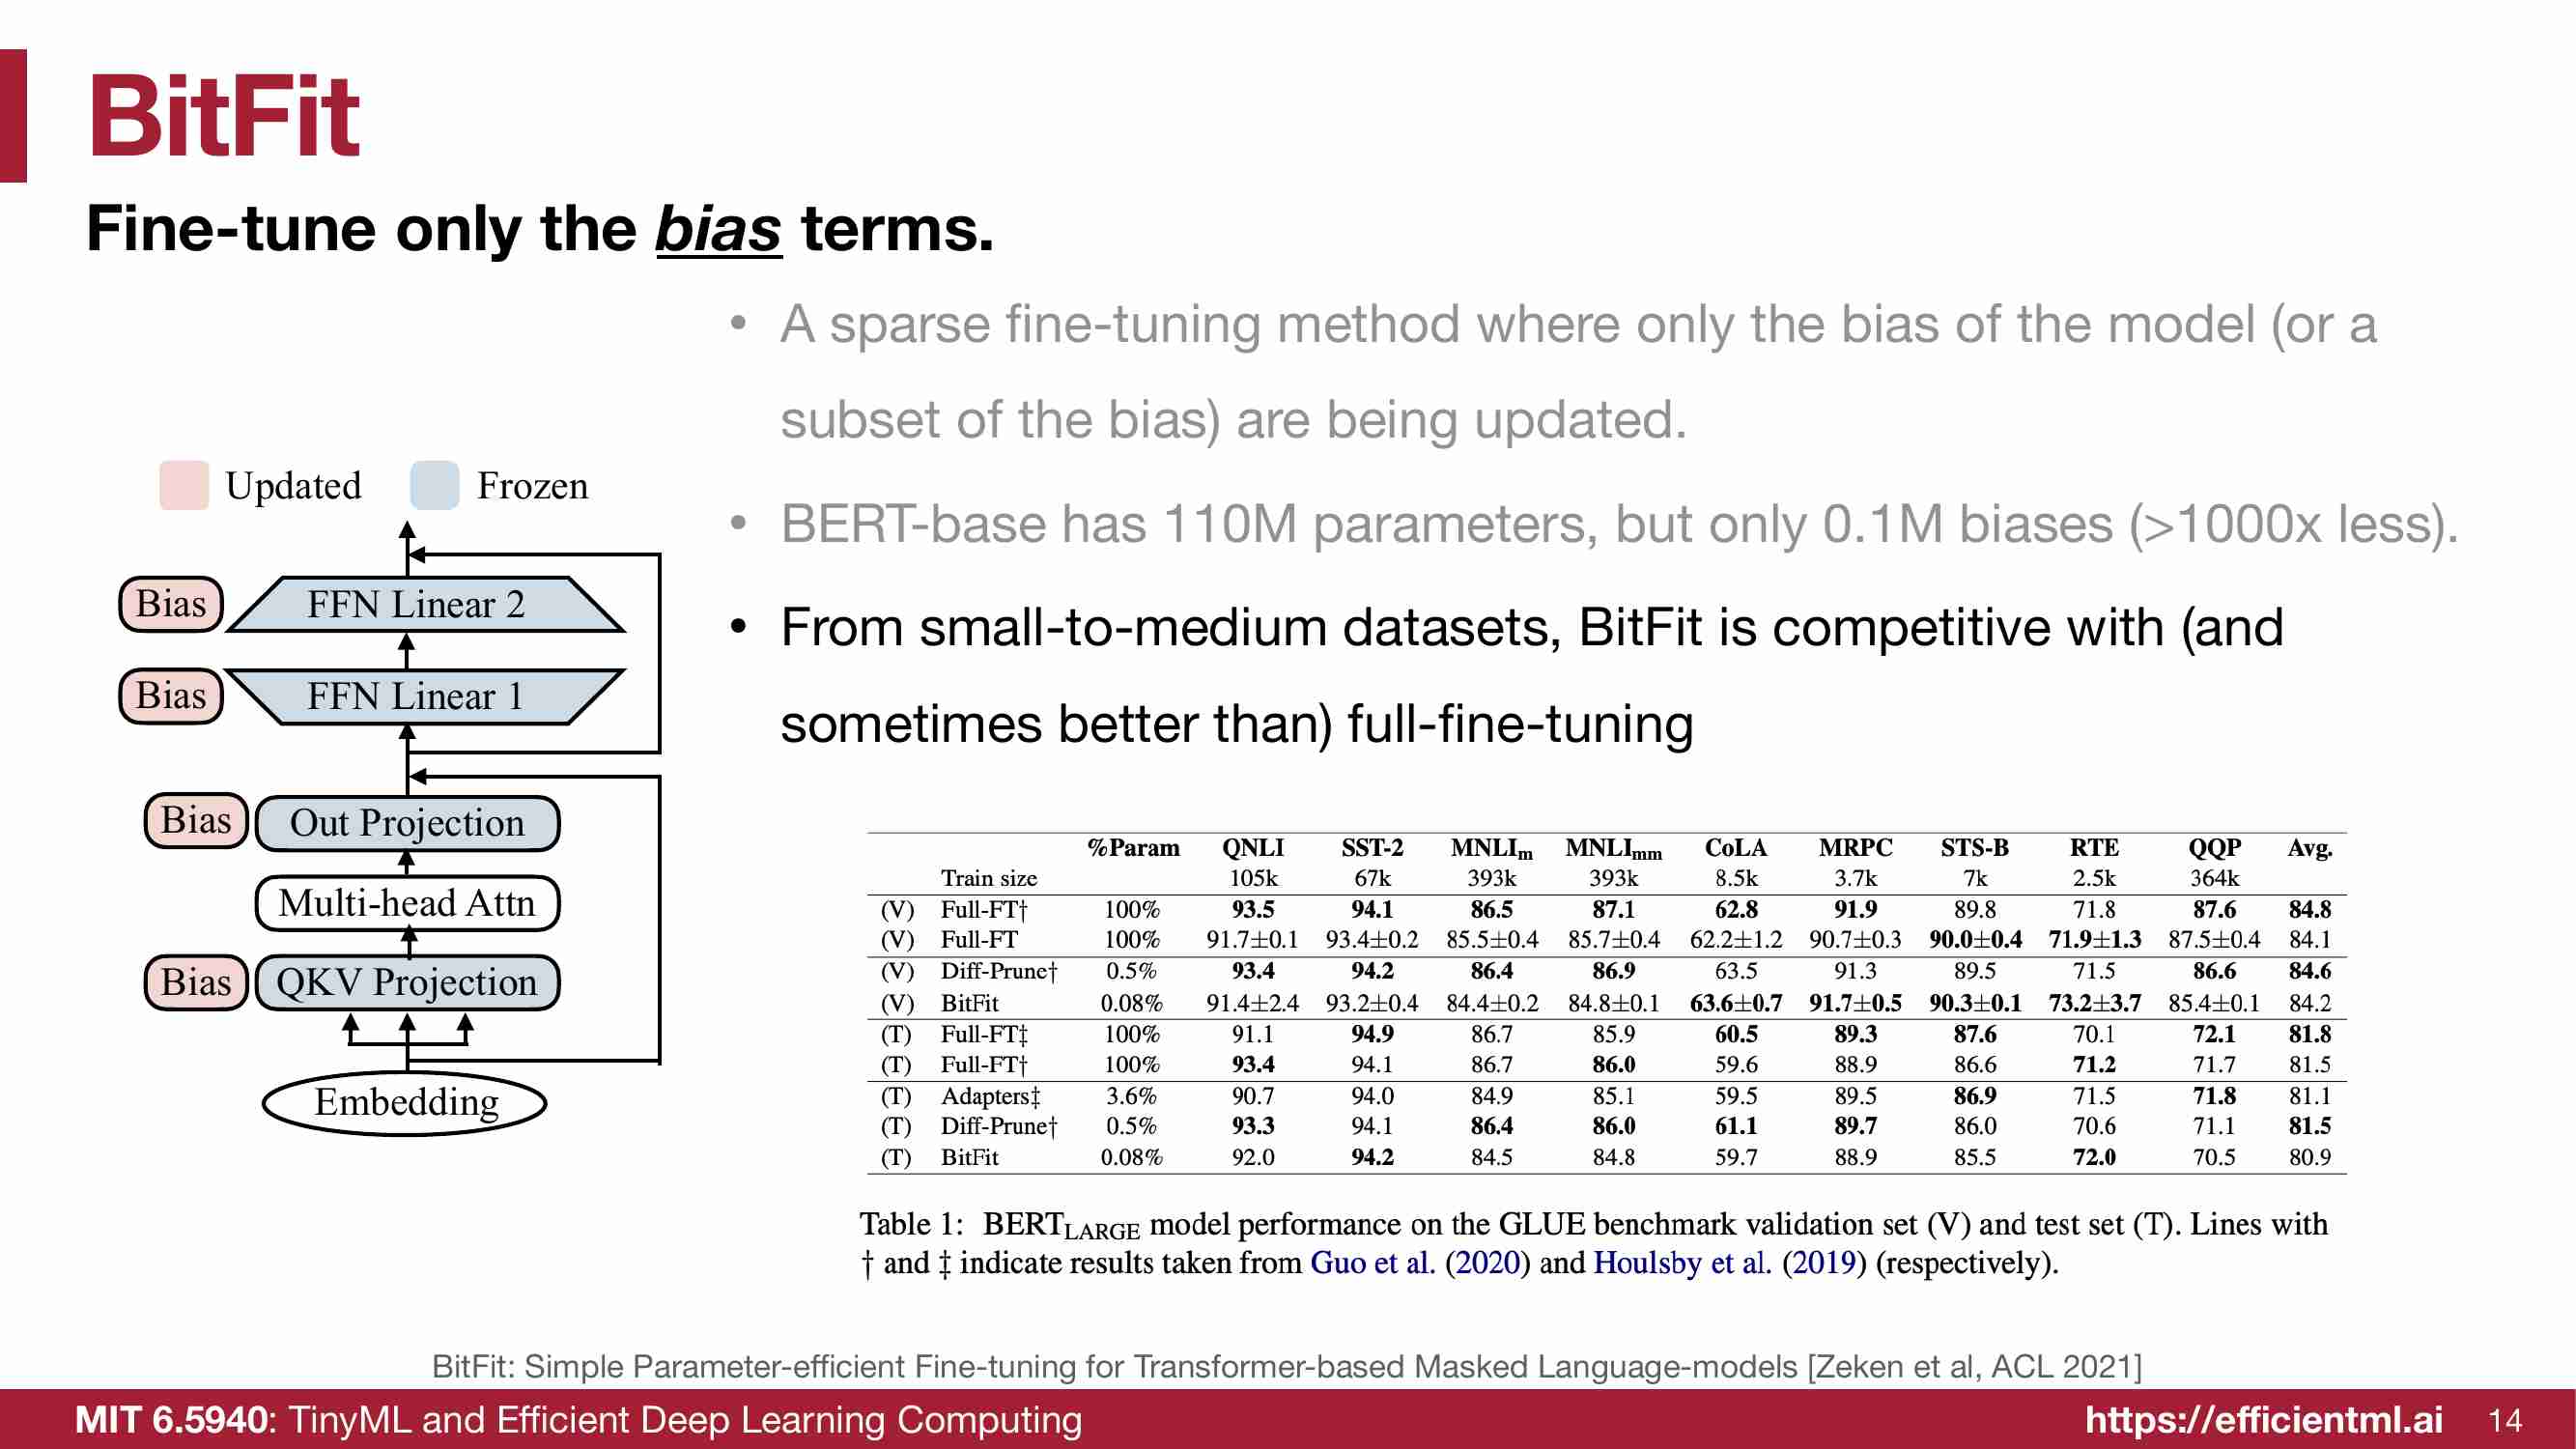 BitFit
Fine-tune only the bias terms.
• A sparse fine-tuning method where only the bias of the model (or a
subset of the bias) are being updated.
• BERT-base has 110M parameters, but only 0.1M biases (>1000x less).
• From small-to-medium datasets, BitFit is competitive with (and
sometimes better than) full-fine-tuning
Updated Frozen
Bias FFN Linear 2
Bias FFN Linear 1
Bias Out Projection
Multi-head Attn
Bias QKV Projection
Embedding
%Param QNLI SST-2 MNLIm MNLImm CoLA MRPC STS-B RTE QQP Avg.
Train size 105k 67k 393k 393k 8.5k 3.7k 7k 2.5k 364k
(V) Full-FT† 100% 93.5 94.1 86.5 87.1 62.8 91.9 89.8 71.8 87.6 84.8
(V) Full-FT 100% 91.7±0.1 93.4±0.2 85.5±0.4 85.7±0.4 62.2±1.2 90.7±0.3 90.0±0.4 71.9±1.3 87.5±0.4 84.1
(V) Diff-Prune† 0.5% 93.4 94.2 86.4 86.9 63.5 91.3 89.5 71.5 86.6 84.6
(V) BitFit 0.08% 91.4±2.4 93.2±0.4 84.4±0.2 84.8±0.1 63.6±0.7 91.7±0.5 90.3±0.1 73.2±3.7 85.4±0.1 84.2
(T) Full-FT‡ 100% 91.1 94.9 86.7 85.9 60.5 89.3 87.6 70.1 72.1 81.8
(T) Full-FT† 100% 93.4 94.1 86.7 86.0 59.6 88.9 86.6 71.2 71.7 81.5
(T) Adapters‡ 3.6% 90.7 94.0 84.9 85.1 59.5 89.5 86.9 71.5 71.8 81.1
(T) Diff-Prune† 0.5% 93.3 94.1 86.4 86.0 61.1 89.7 86.0 70.6 71.1 81.5
(T) BitFit 0.08% 92.0 94.2 84.5 84.8 59.7 88.9 85.5 72.0 70.5 80.9
Table 1: BERTLARGE model performance on the GLUE benchmark validation set (V) and test set (T). Lines with
† and ‡ indicate results taken from Guo et al. (2020) and Houlsby et al. (2019) (respectively).
BitFit: Simple Parameter-efficient Fine-tuning for Transformer-based Masked Language-models [Zeken et al, ACL 2021]
MIT 6.5940: TinyML and Efficient Deep Learning Computing https://efficientml.ai 14